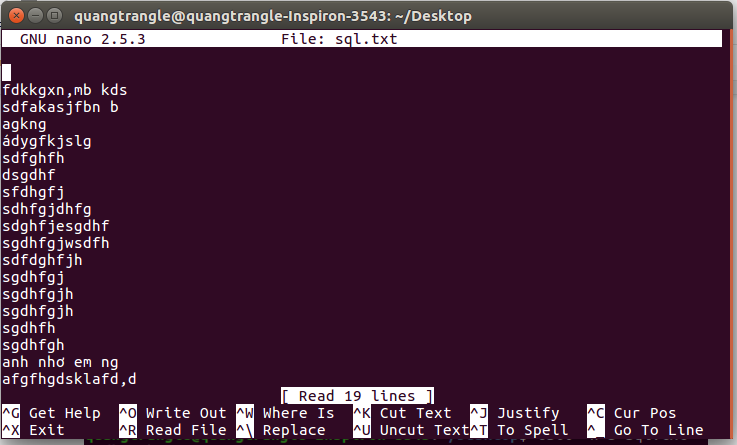 quangtrangle@quangtrangle-Inspiron-3543: ~/Desktop
GNU nano 2.5.3 File: sql.txt
fdkkgxn,mb kds
sdfakasjfbn b
agkng
ádygfkjslg
sdfghfh
dsgdhf
sfdhgfj
sdhfgjdhfg
sdghfjesgdhf
sgdhfgjwsdfh
sdfdghfjh
sgdhfgj
sgdhfgjh
sgdhfgjh
sgdhfh
sgdhfgh
anh nhơ em ng
afgfhgdsklafd,d
[ Read 19 lines ]
^G Get Help ^O Write Out ^W Where Is ^K Cut Text ^J Justify ^C Cur Pos
^X Exit ^R Read File ^\ Replace ^U Uncut Text ^T To Spell ^_ Go To Line